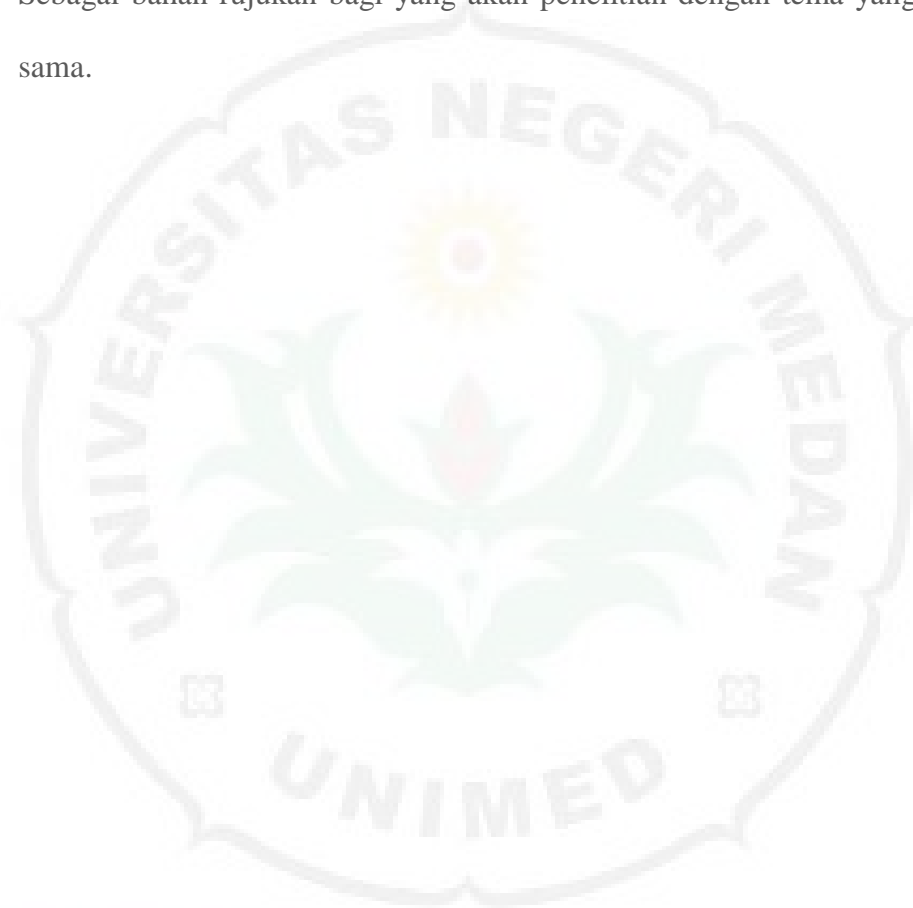 Sebagai bahan rujukan bagi yang akan penelitian dengan tema yang
sama.
UNIVERSITAS NEGERI MEDAN
UNIMED